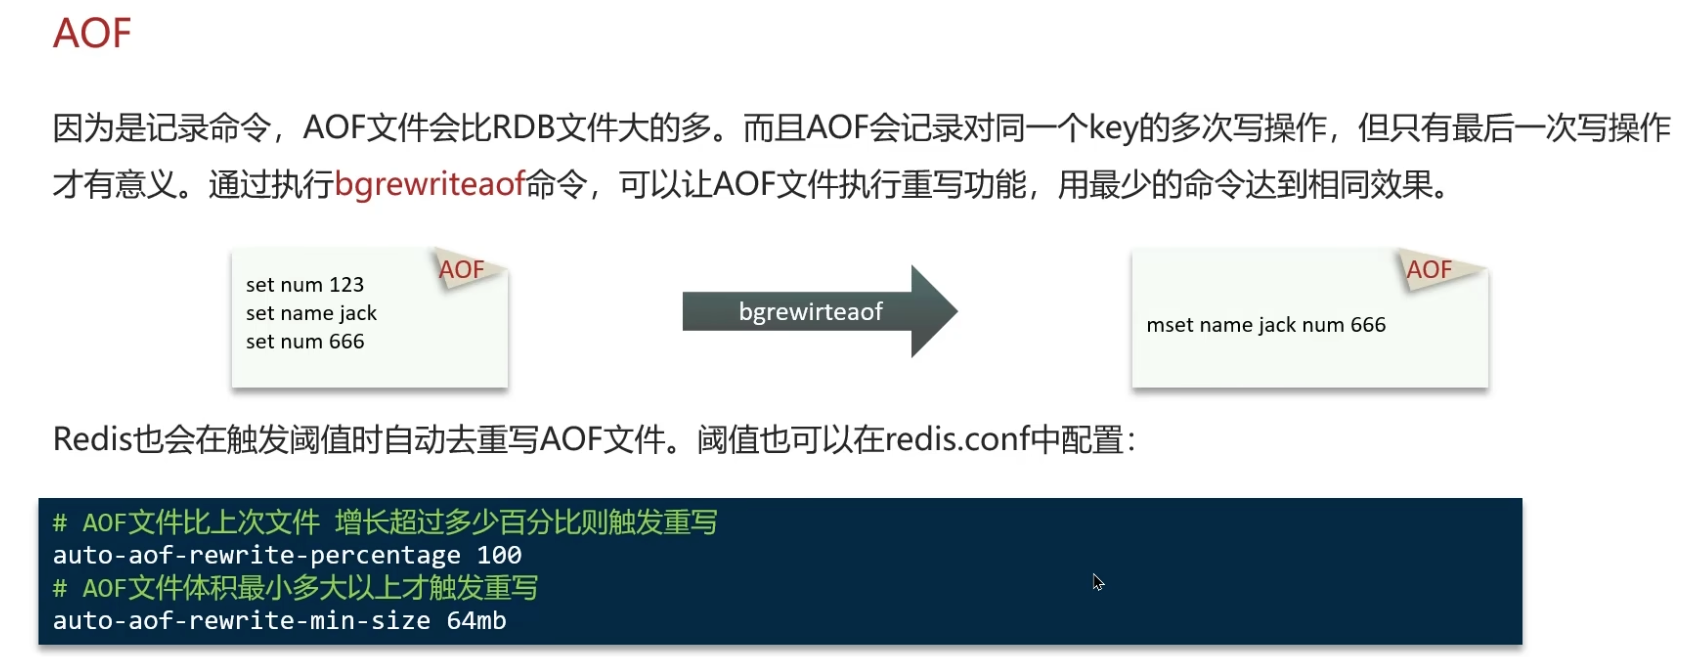 AOF
因为是记录命令，AOF文件会比RDB文件大的多。而且AOF会记录对同一个key的多次写操作，但只有最后一次写操作
才有意义。通过执行bgrewriteaof命令，可以让AOF文件执行重写功能，用最少的命令达到相同效果。
AOF
set num 123
set name jack
set num 666
bgrewirteaof
AOF
mset name jack num 666
Redis也会在触发阈值时自动去重写AOF文件。阈值也可以在redis.conf中配置：
# AOF文件比上次文件 增长超过多少百分比则触发重写
auto-aof-rewrite-percentage 100
# AOF文件体积最小多大以上才触发重写
auto-aof-rewrite-min-size 64mb